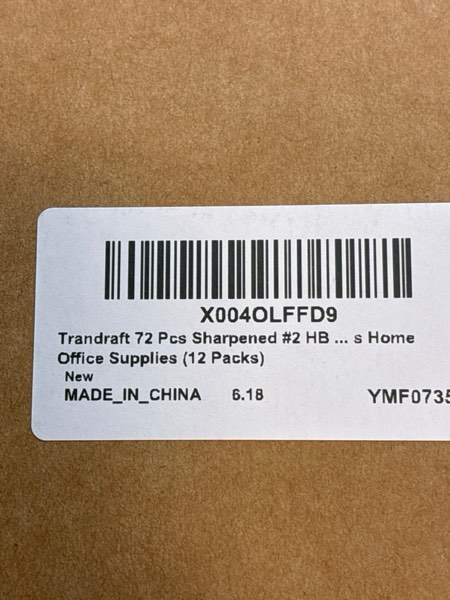 X004OLFFD9
Trandraft 72 Pcs Sharpened #2 HB ... s Home
Office Supplies (12 Packs)
New
MADE_IN_CHINA 6.18 YMF0735